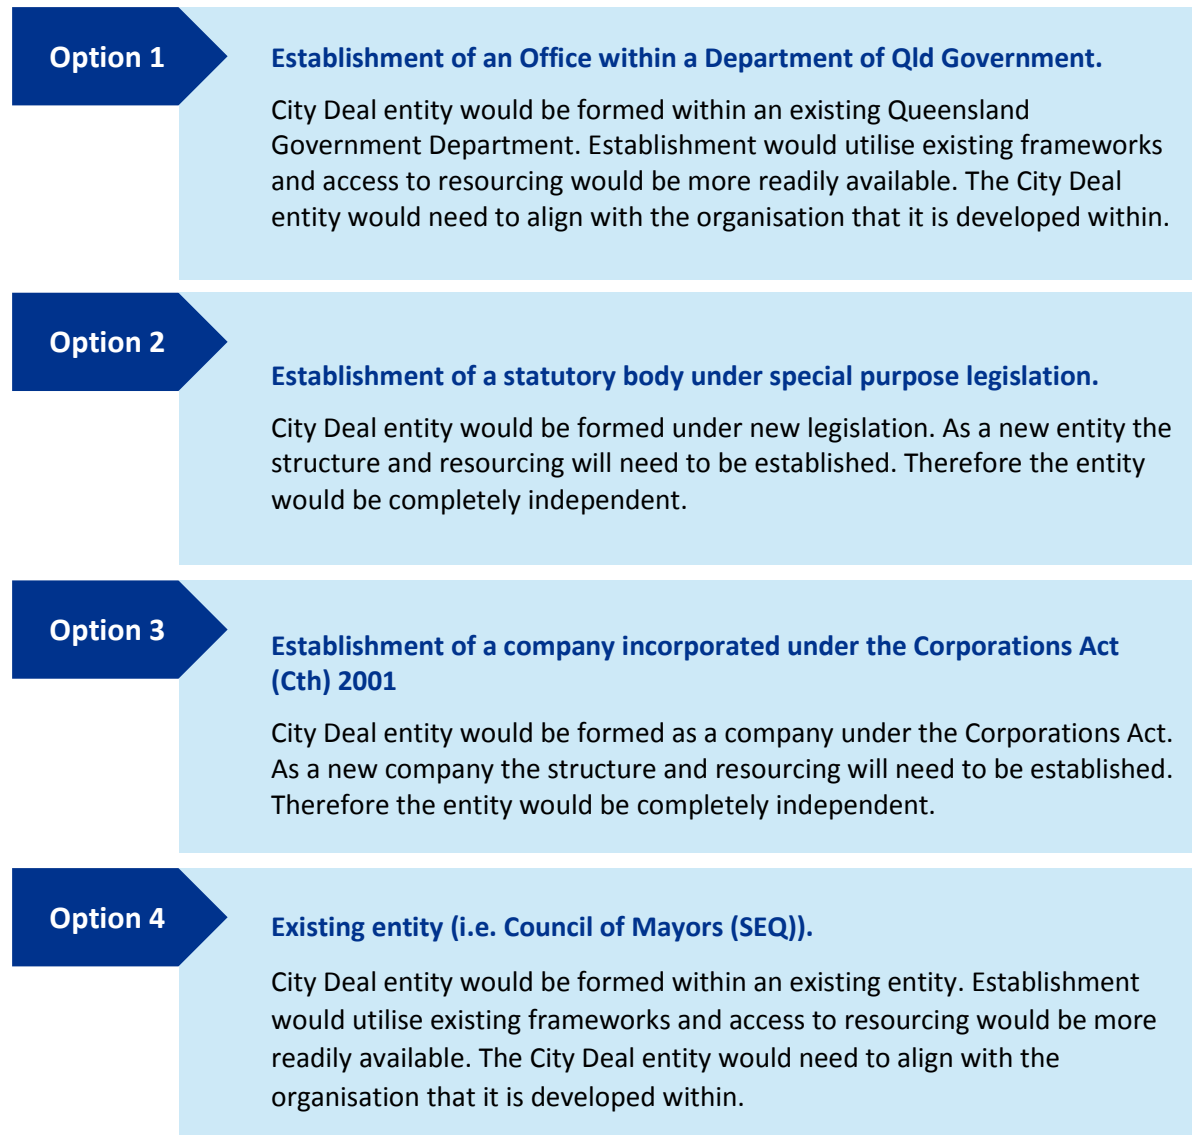 Option 1
Establishment of an Office within a Department of Qld Government.
City Deal entity would be formed within an existing Queensland
Government Department. Establishment would utilise existing frameworks
and access to resourcing would be more readily available. The City Deal
entity would need to align with the organisation that it is developed within.
Option 2
Establishment of a statutory body under special purpose legislation.
City Deal entity would be formed under new legislation. As a new entity the
structure and resourcing will need to be established. Therefore the entity
would be completely independent.
Option 3
Establishment of a company incorporated under the Corporations Act
(Cth) 2001
City Deal entity would be formed as a company under the Corporations Act.
As a new company the structure and resourcing will need to be established.
Therefore the entity would be completely independent.
Option 4
Existing entity (i.e. Council of Mayors (SEQ)).
City Deal entity would be formed within an existing entity. Establishment
would utilise existing frameworks and access to resourcing would be more
readily available. The City Deal entity would need to align with the
organisation that it is developed within.